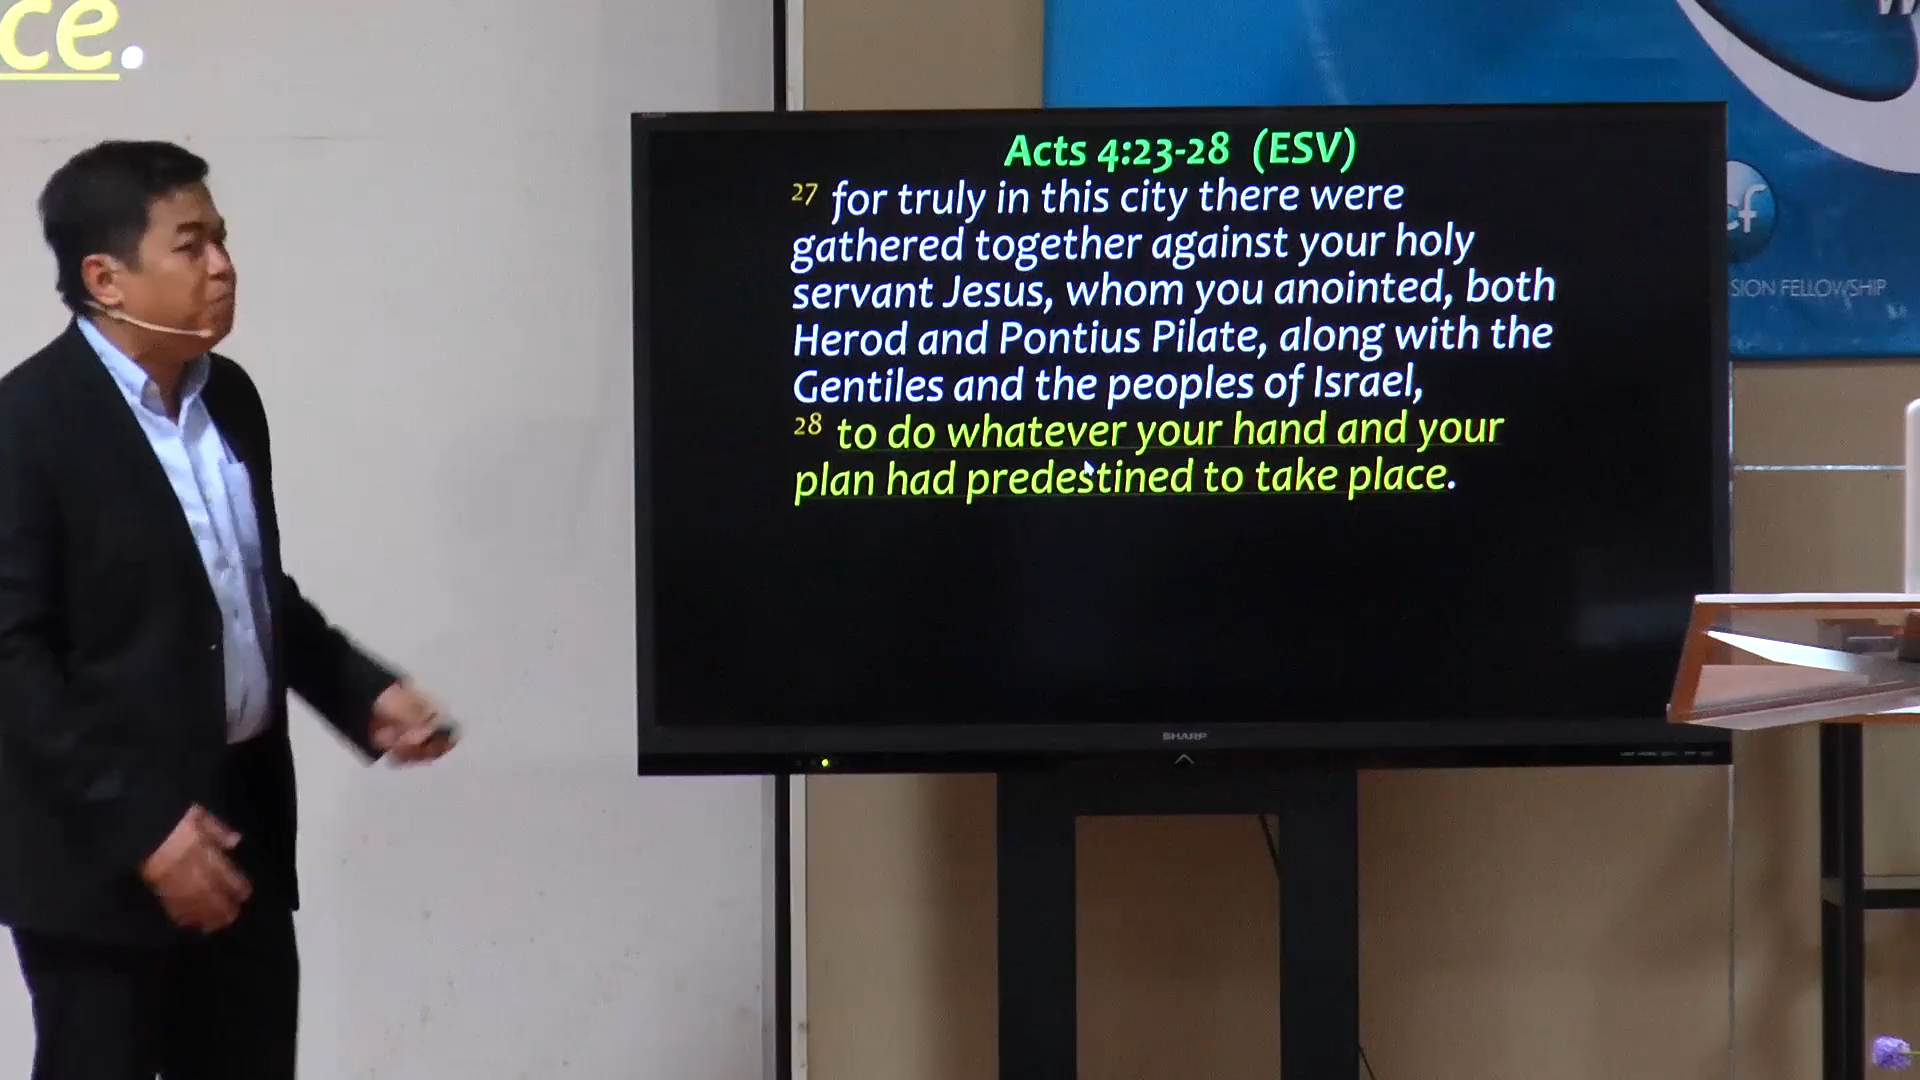 ce.
Acts 4:23-28 (ESV)
27 for truly in this city there were
gathered together against your holy
servant Jesus, whom you anointed, both
Herod and Pontius Pilate, along with the
Gentiles and the peoples of Israel,
28 to do whatever your hand and your
plan had predestined to take place.
SION FELLOWSHIP
SHARP